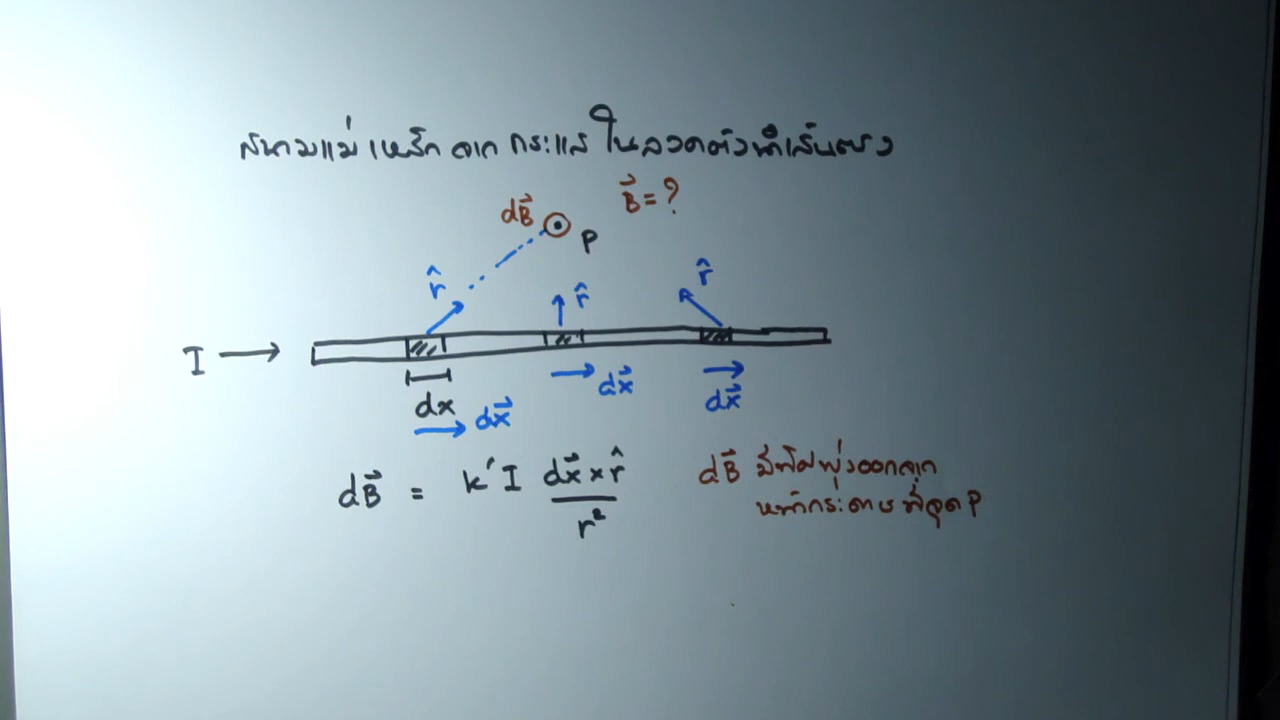 สนามแม่เหล็กจากกระแสในลวดตัวนำเส้นตรง
dB⃗ B⃗ = ?
P
r̂ r̂ r̂
I
dx dx⃗ dx⃗ dx⃗
dB⃗ = k' I dx⃗ × r̂ / r²
dB⃗ มีทิศพุ่งออกจาก
หน้ากระดาษที่จุด P